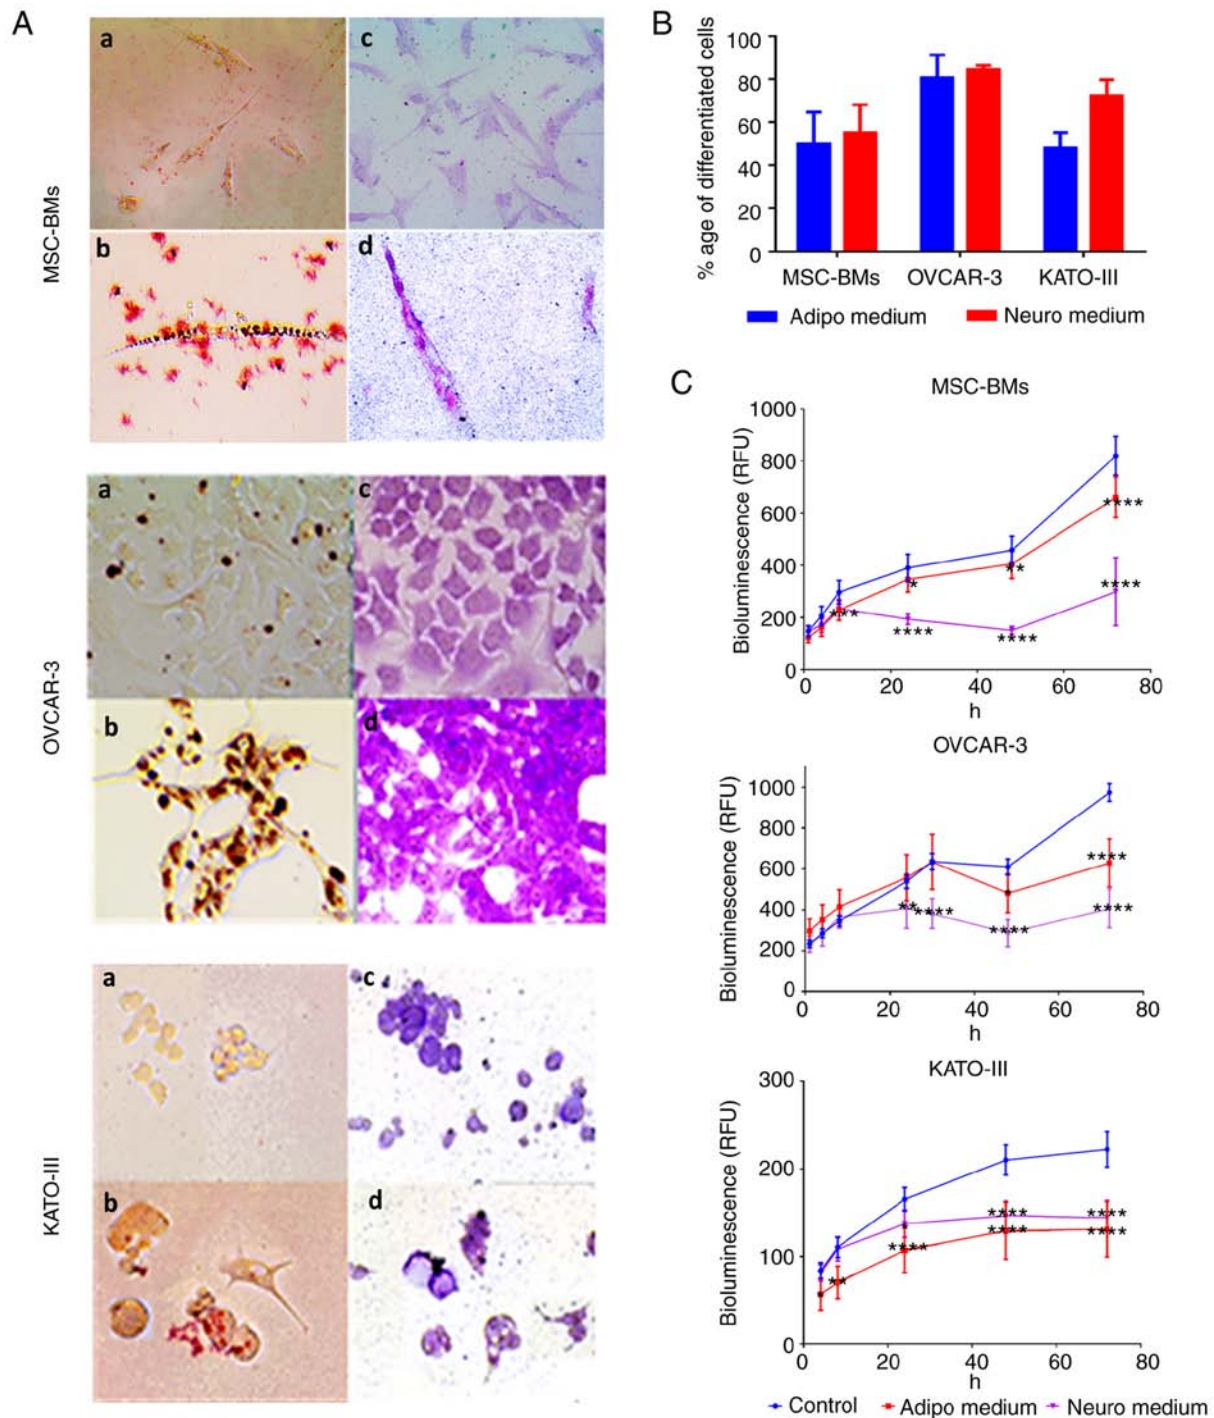 A
MSC-BMs
a
c
b
d
OVCAR-3
a
c
b
d
KATO-III
a
c
b
d
B
% age of differentiated cells
100
80
60
40
20
0
MSC-BMs OVCAR-3 KATO-III
Adipo medium Neuro medium
C
MSC-BMs
Bioluminescence (RFU)
1000
800
600
400
200
0
****
**
*
****
***
****
****
0 20 40 60 80
h
OVCAR-3
Bioluminescence (RFU)
1000
800
600
400
200
0
****
** **** ****
****
0 20 40 60 80
h
KATO-III
Bioluminescence (RFU)
300
200
100
0
**** ****
**** ****
****
**
0 20 40 60 80
h
Control Adipo medium Neuro medium